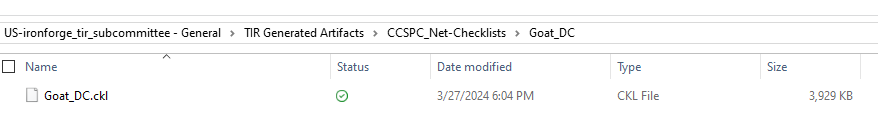 US-ironforge_tir_subcommittee - General > TIR Generated Artifacts > CCSPC_Net-Checklists > Goat_DC
Name Status Date modified Type Size
Goat_DC.ckl 3/27/2024 6:04 PM CKL File 3,929 KB